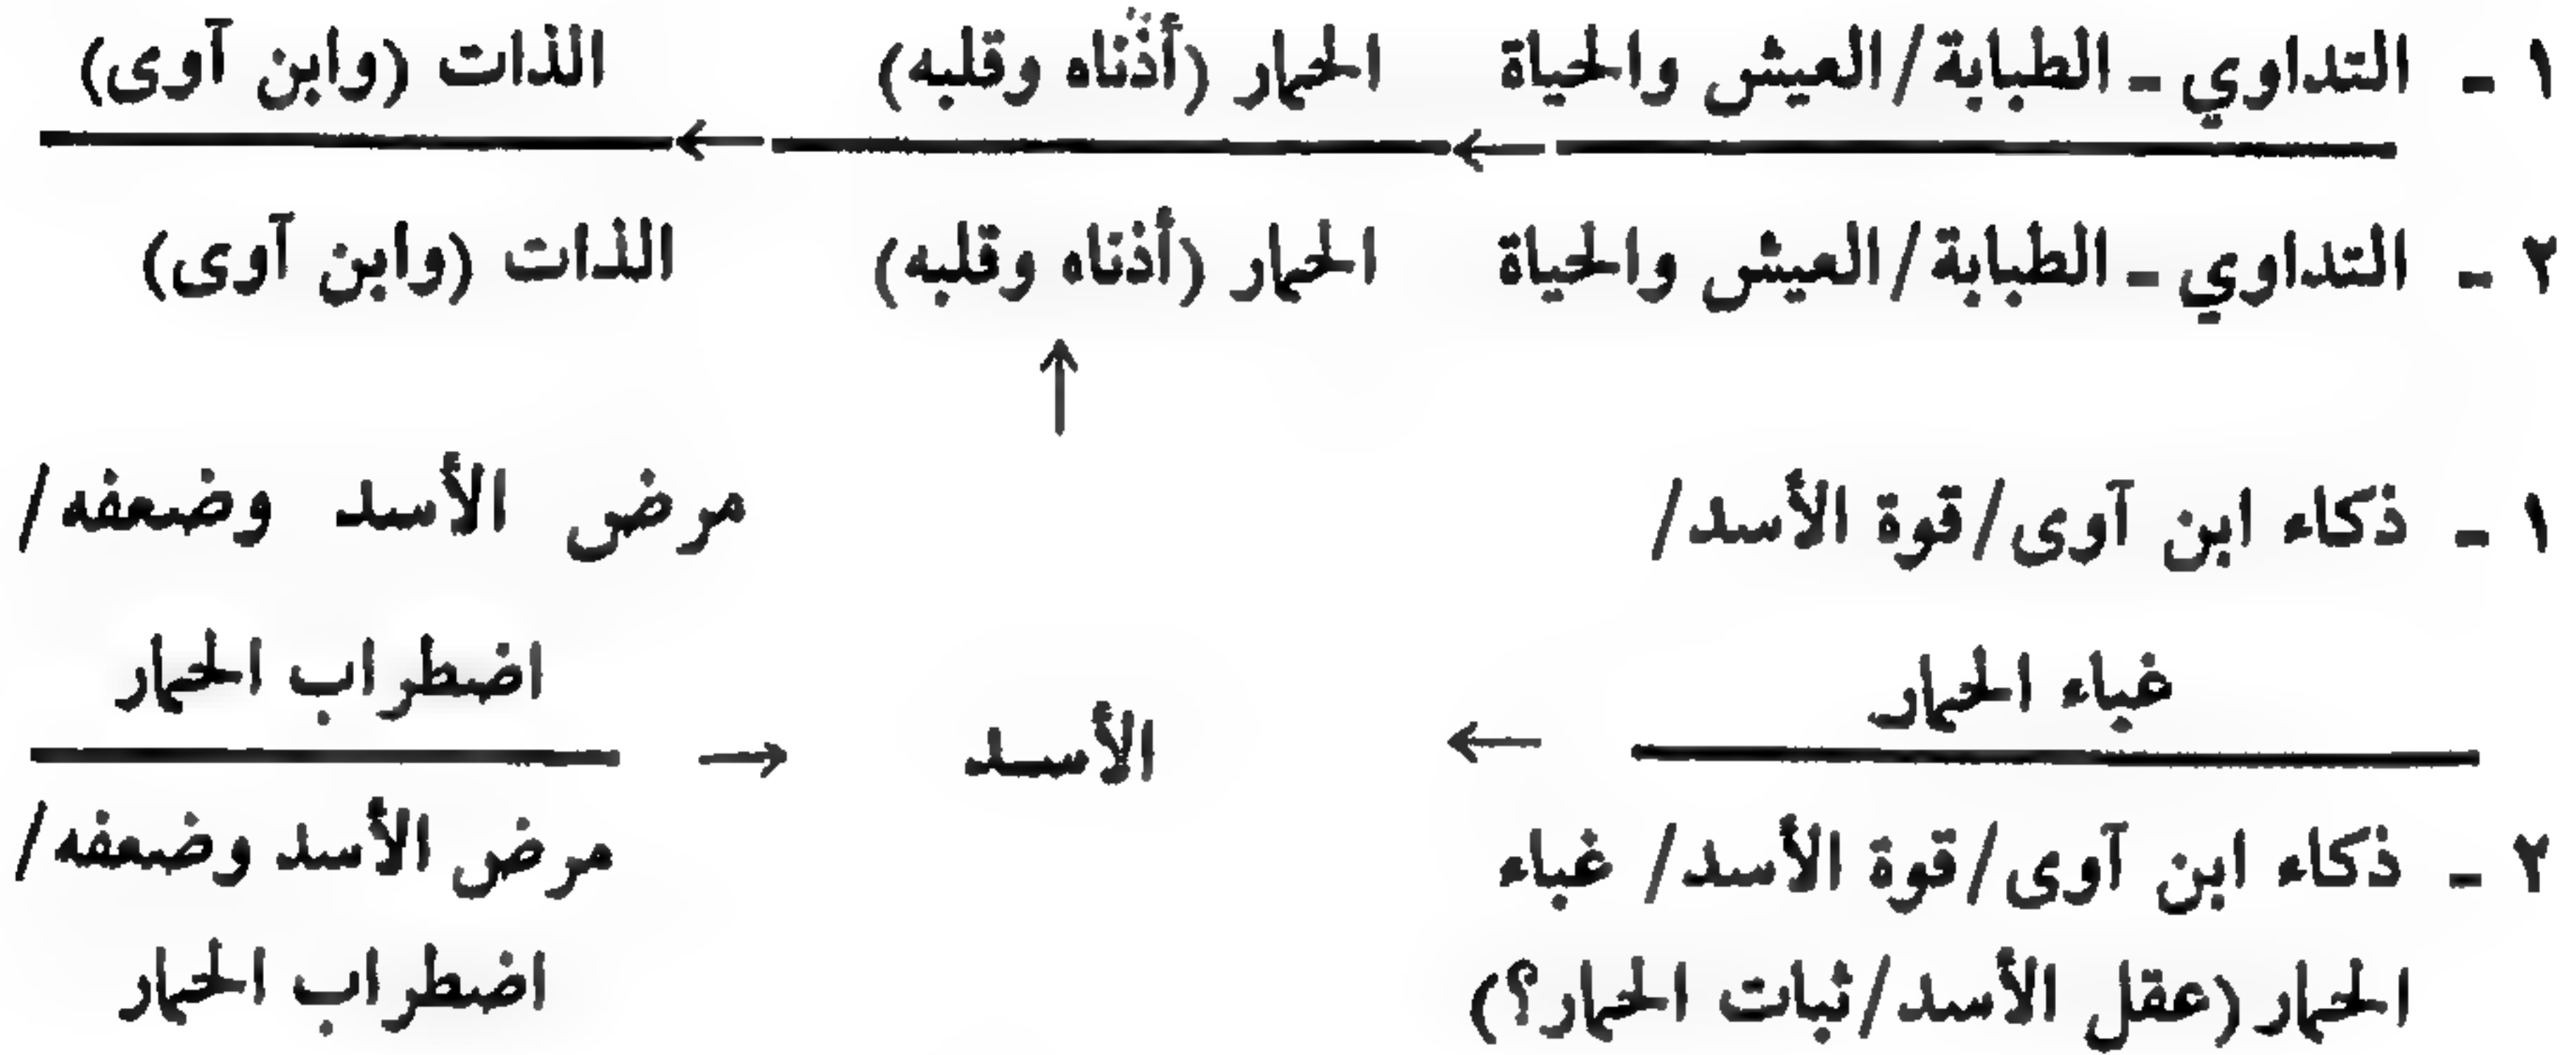 ١ - التداوي - الطبابة/العيش والحياة الحمار (أذناه وقلبه) الذات (وابن آوى)
٢ - التداوي - الطبابة/العيش والحياة الحمار (أذناه وقلبه) الذات (وابن آوى)
١ - ذكاء ابن آوى/قوة الأسد/ مرض الأسد وضعفه/
غباء الحمار اضطراب الحمار
الأسد
٢ - ذكاء ابن آوى/قوة الأسد/ غباء مرض الأسد وضعفه/
الحمار (عقل الأسد/ثبات الحمار؟) اضطراب الحمار